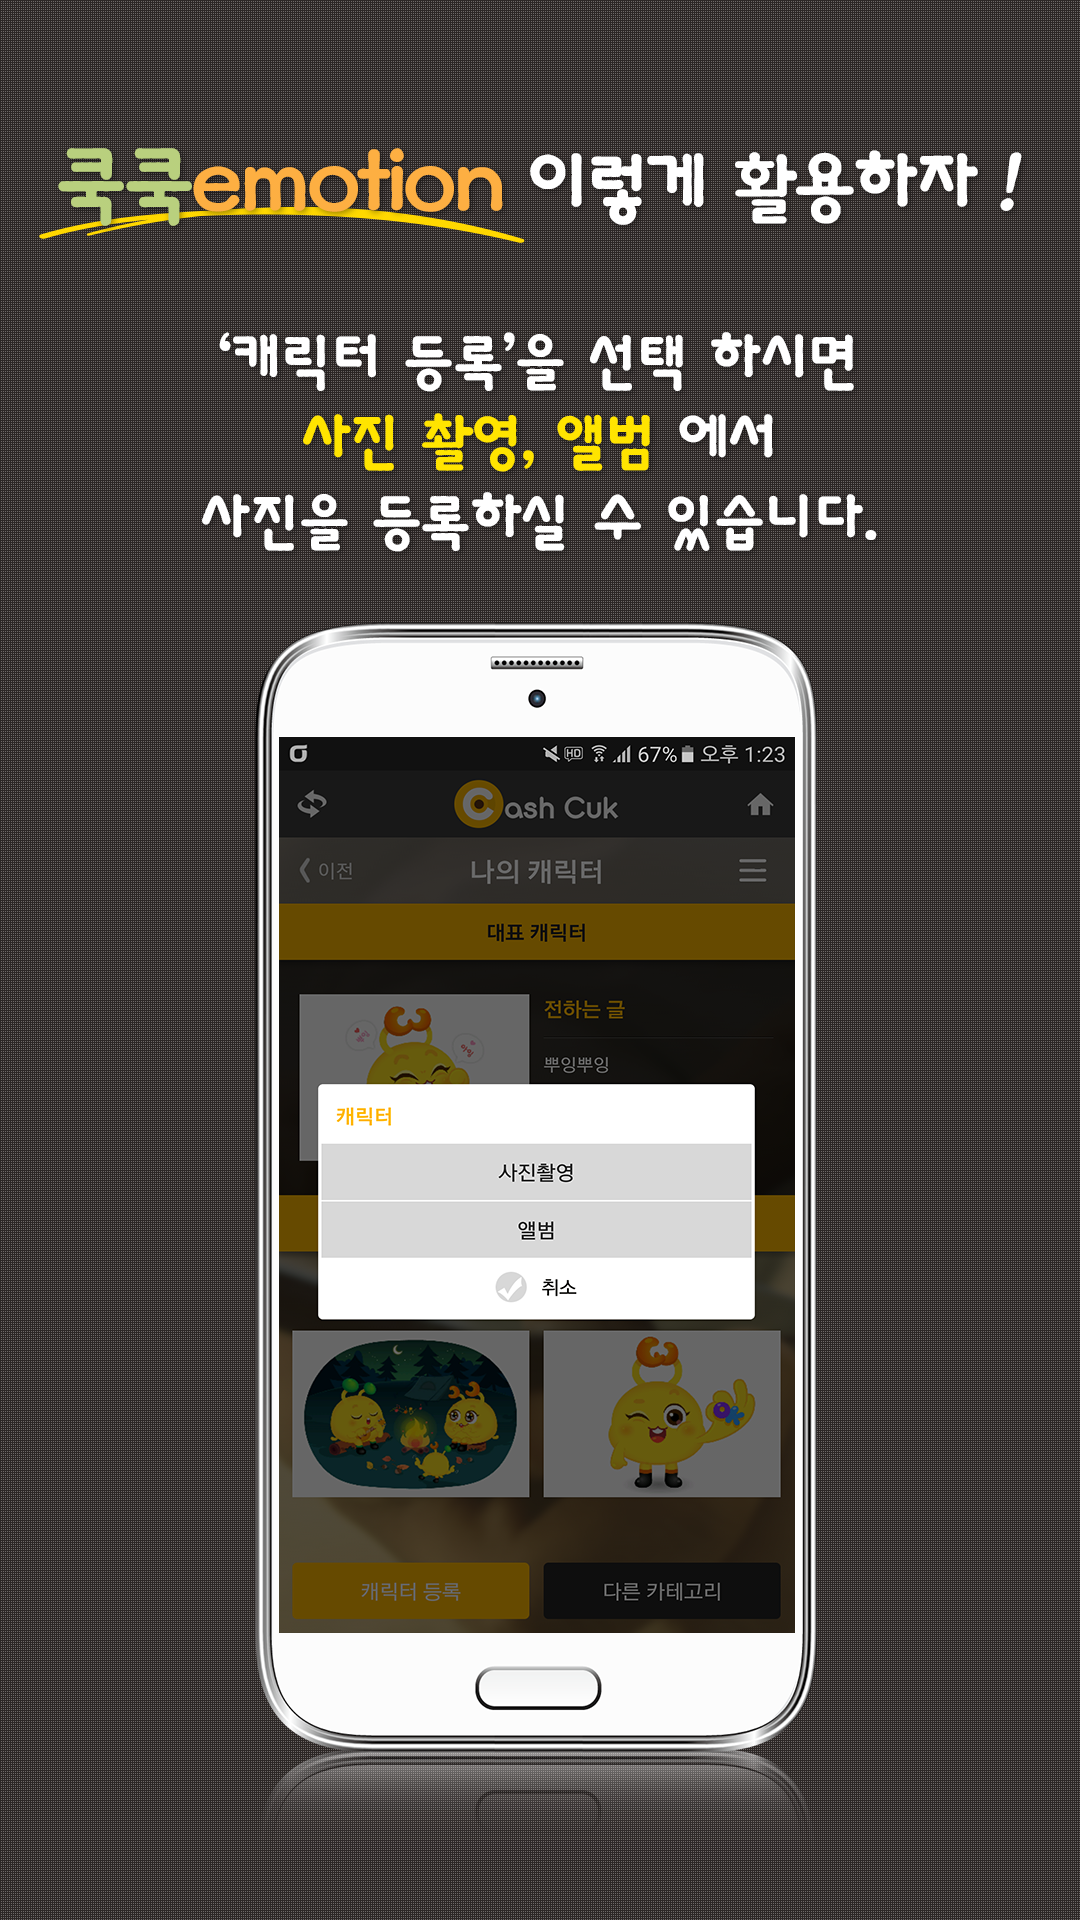 쿡쿡emotion 이렇게 활용하자 !
‘캐릭터 등록’을 선택 하시면
사진 촬영, 앨범 에서
사진을 등록하실 수 있습니다.
HD 67% 오후 1:23
Cash Cuk
이전 나의 캐릭터
대표 캐릭터
전하는 글
뿌잉뿌잉
캐릭터
사진촬영
앨범
취소
OK
캐릭터 등록 다른 카테고리